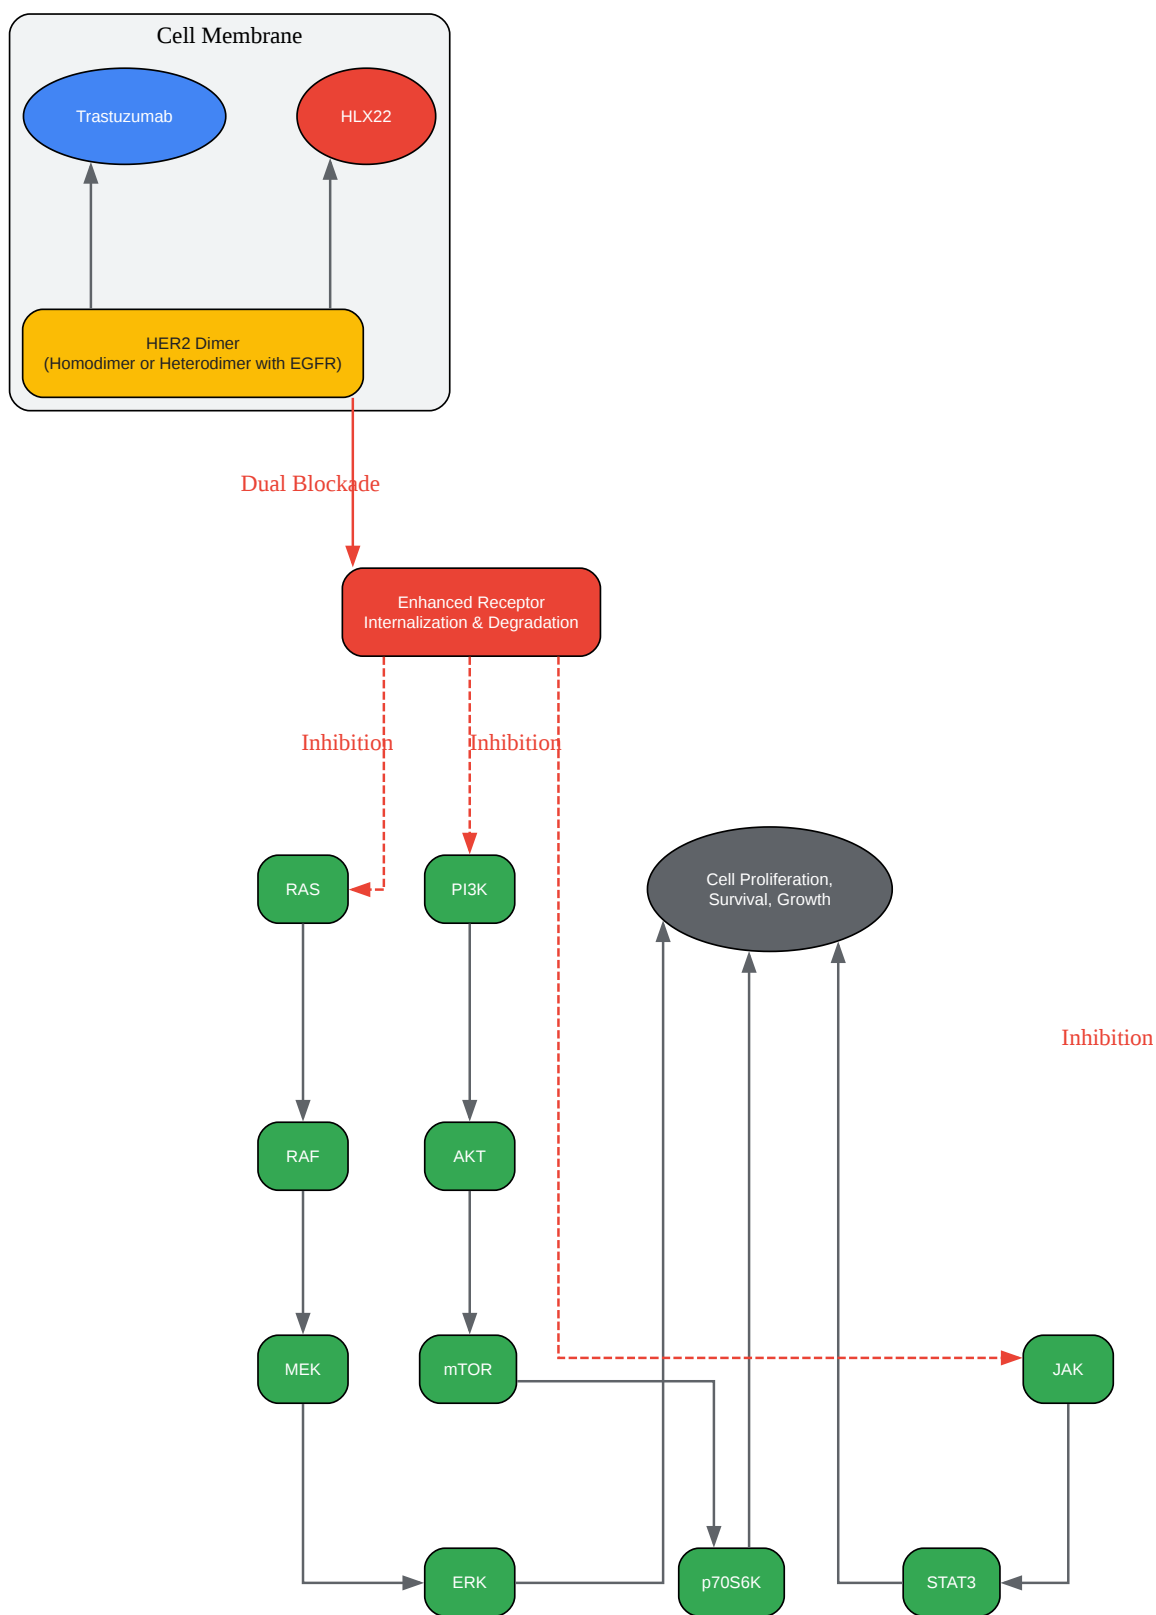 Cell Membrane
Trastuzumab
HLX22
HER2 Dimer
(Homodimer or Heterodimer with EGFR)
Dual Blockade
Enhanced Receptor
Internalization & Degradation
Inhibition
Inhibition
RAS
PI3K
Cell Proliferation,
Survival, Growth
Inhibition
RAF
AKT
MEK
mTOR
JAK
ERK
p70S6K
STAT3